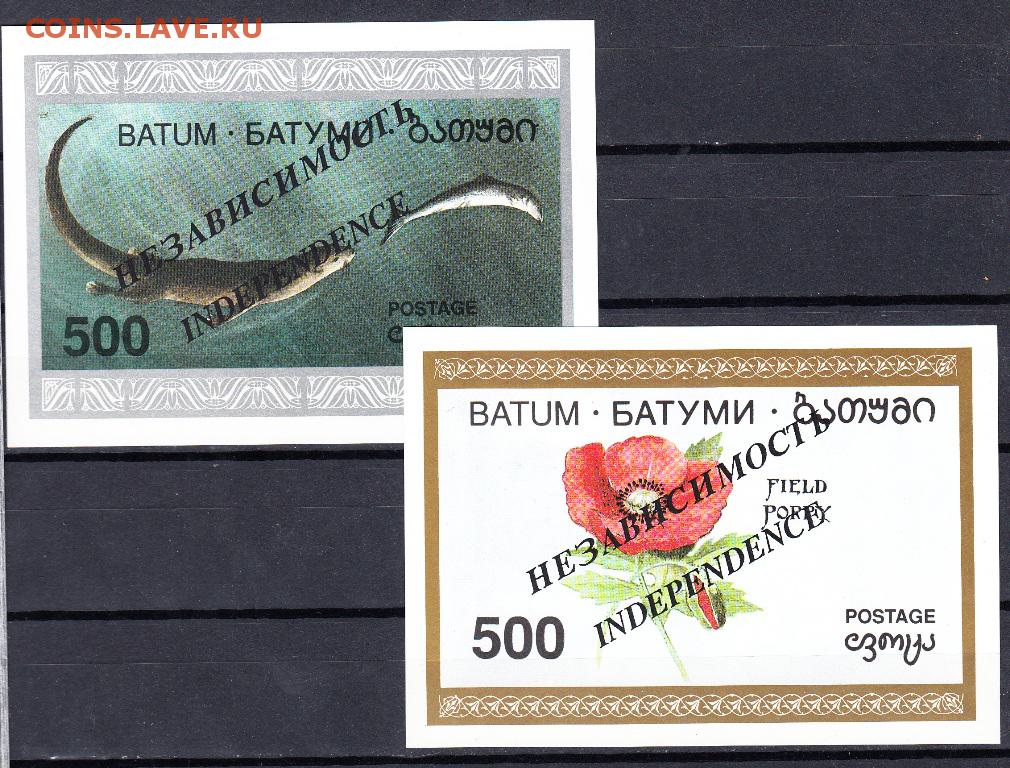 COINS.LAVE.RU
BATUM · БАТУМИ · ბათუმი
НЕЗАВИСИМОСТЬ
INDEPENDENCE
POSTAGE
500
BATUM · БАТУМИ · ბათუმი
FIELD
POPPY
НЕЗАВИСИМОСТЬ
INDEPENDENCE
500
POSTAGE
ფოსტა